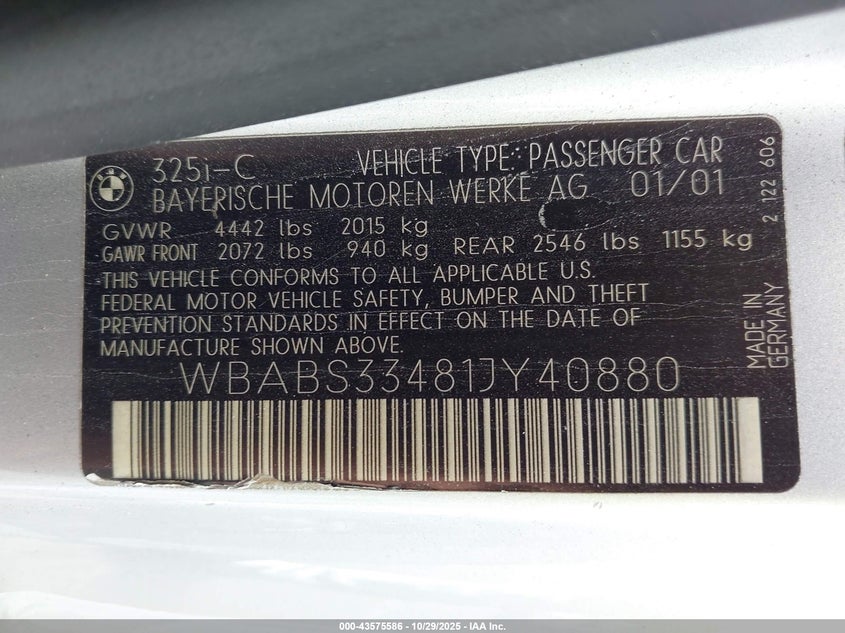 BMW
325i-C VEHICLE TYPE: PASSENGER CAR
BAYERISCHE MOTOREN WERKE AG 01/01
GVWR 4442 lbs 2015 kg
GAWR FRONT 2072 lbs 940 kg REAR 2546 lbs 1155 kg
THIS VEHICLE CONFORMS TO ALL APPLICABLE U.S.
FEDERAL MOTOR VEHICLE SAFETY, BUMPER AND THEFT
PREVENTION STANDARDS IN EFFECT ON THE DATE OF
MANUFACTURE SHOWN ABOVE.
WBABS33481JY40880
2 122 606
MADE IN
GERMANY
000-43575586 | 10/29/2025 - IAA Inc.